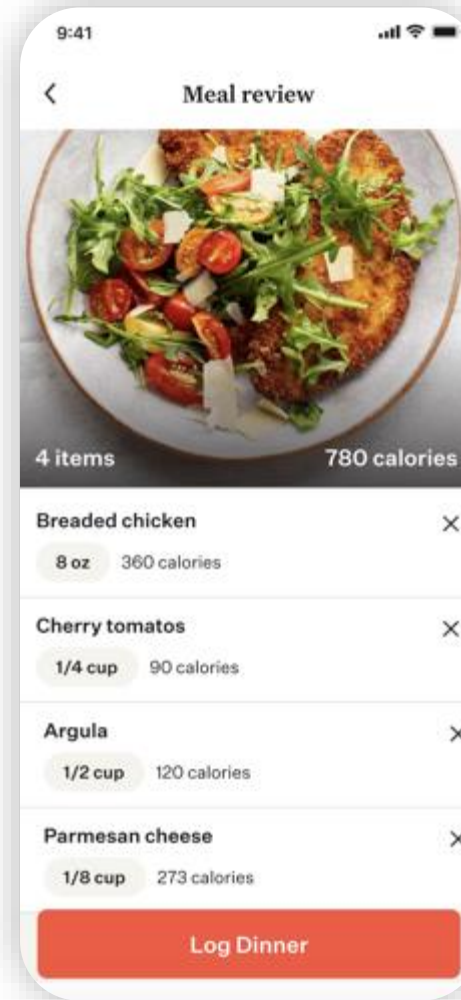 9:41
Meal review
4 items 780 calories
Breaded chicken
8 oz 360 calories
Cherry tomatos
1/4 cup 90 calories
Argula
1/2 cup 120 calories
Parmesan cheese
1/8 cup 273 calories
Log Dinner